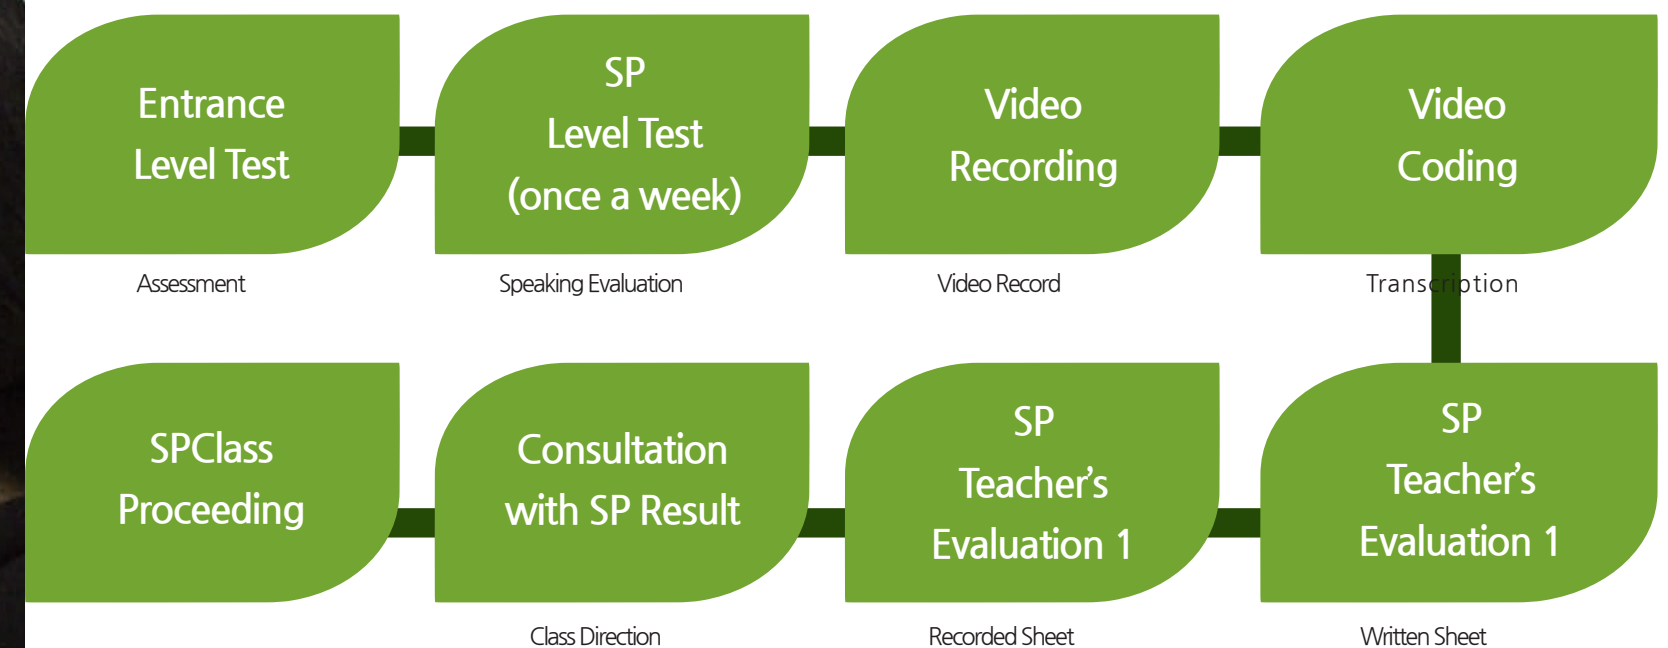 Entrance
Level Test
SP
Level Test
(once a week)
Video
Recording
Video
Coding
Assessment
Speaking Evaluation
Video Record
Transcription
SPClass
Proceeding
Consultation
with SP Result
SP
Teacher’s
Evaluation 1
SP
Teacher’s
Evaluation 1
Class Direction
Recorded Sheet
Written Sheet